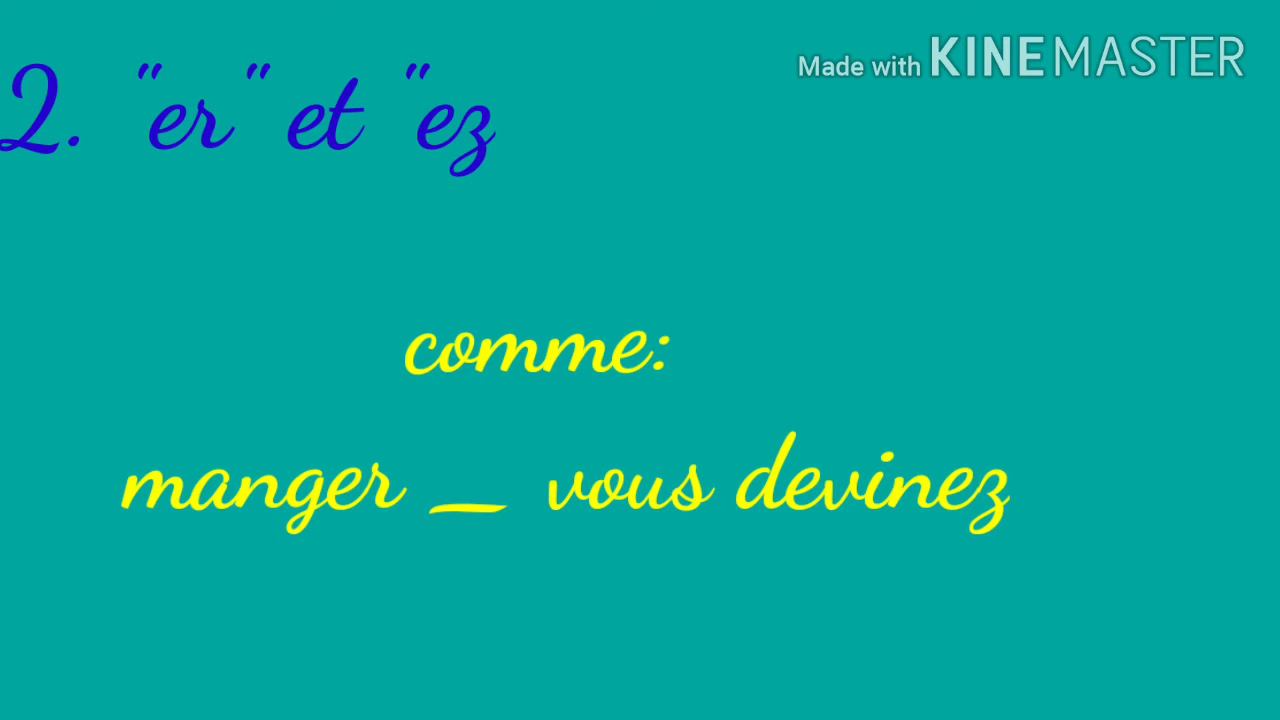 Made with KINEMASTER
2. "er" et "ez
comme:
manger _ vous devinez